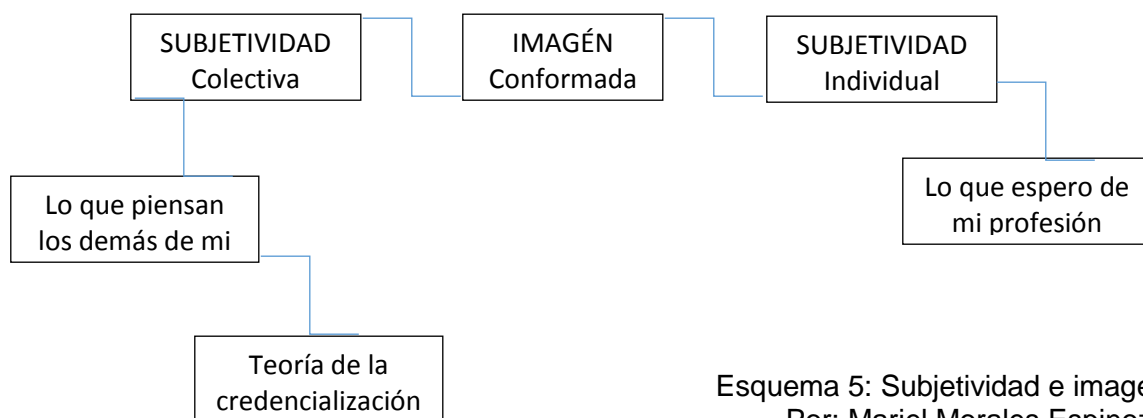 SUBJETIVIDAD
Colectiva
IMAGÉN
Conformada
SUBJETIVIDAD
Individual
Lo que piensan
los demás de mi
Lo que espero de
mi profesión
Teoría de la
credencialización
Esquema 5: Subjetividad e image
Por: Mariel Morales Espino